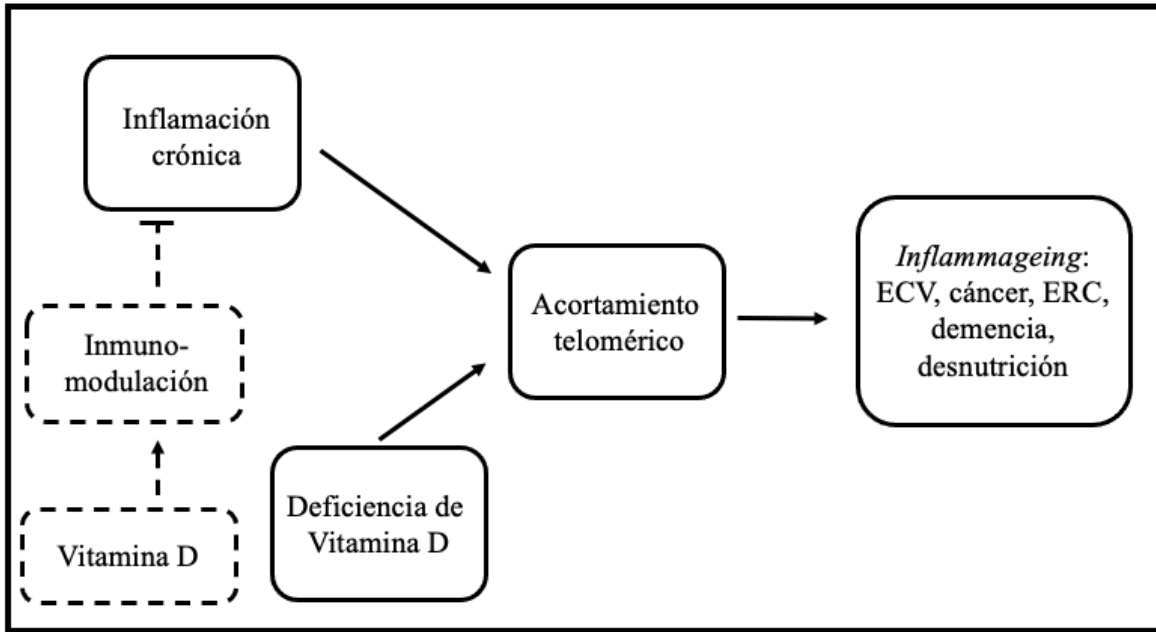 Inflamación
crónica
Inmuno-
modulación
Vitamina D
Deficiencia de
Vitamina D
Acortamiento
telomérico
Inflammageing:
ECV, cáncer, ERC,
demencia,
desnutrición